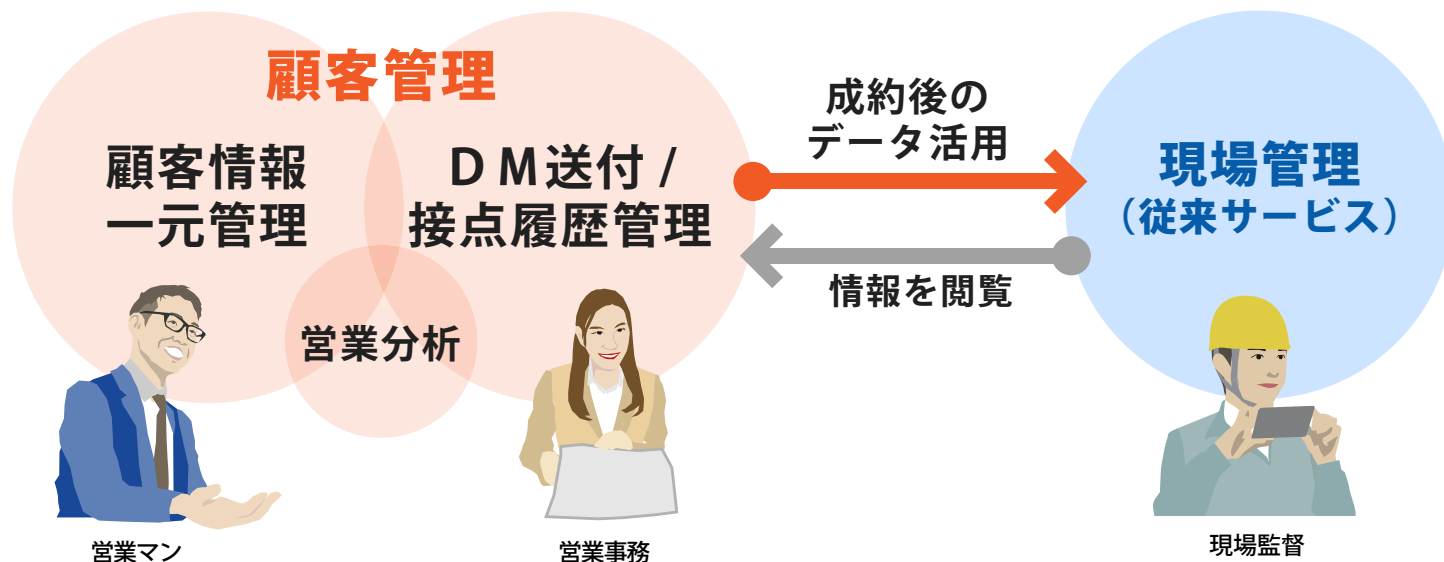 顧客管理
顧客情報
一元管理
ＤＭ送付 /
接点履歴管理
営業分析
成約後の
データ活用
情報を閲覧
現場管理
（従来サービス）
営業マン
営業事務
現場監督